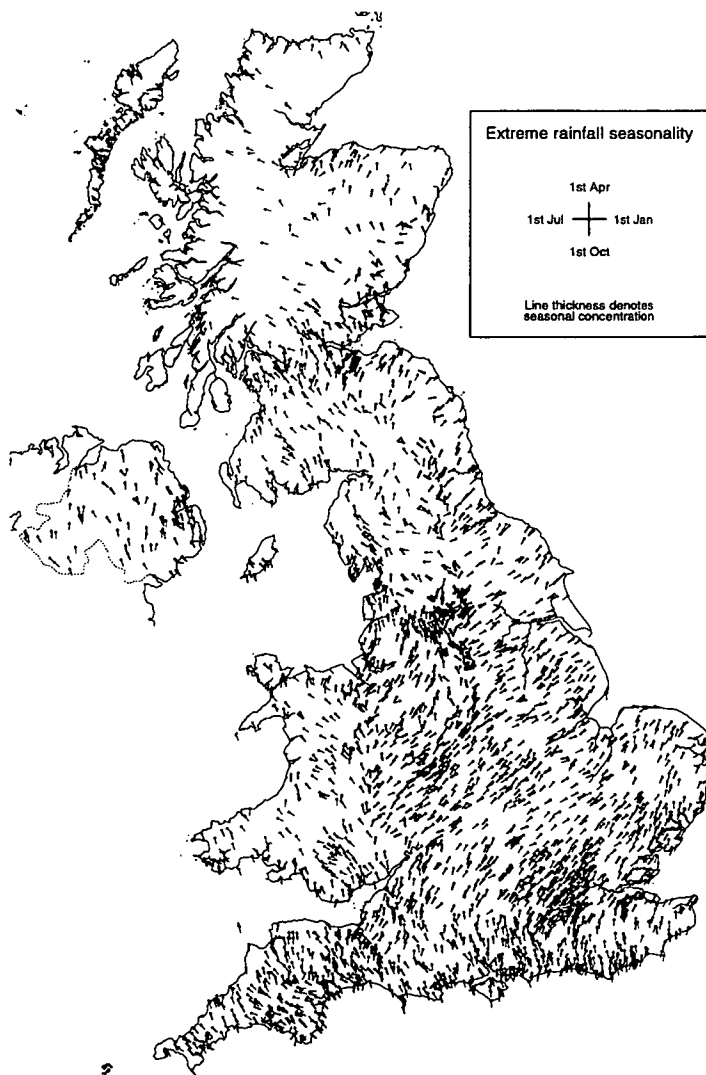 Extreme rainfall seasonality
1st Apr
1st Jul 1st Jan
1st Oct
Line thickness denotes
seasonal concentration